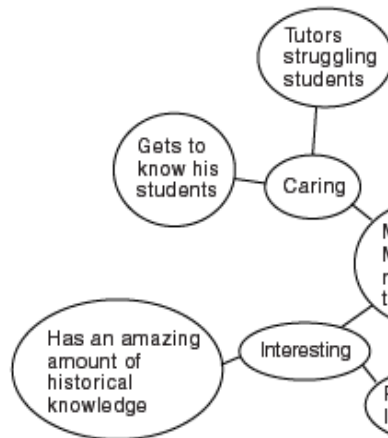 Tutors
struggling
students
Gets to
know his
students
Caring
Interesting
Has an amazing
amount of
historical
knowledge